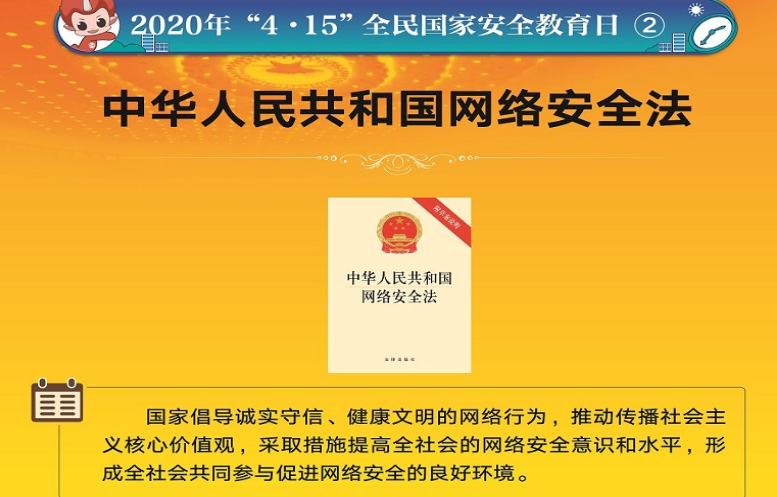 2020年“4·15”全民国家安全教育日 ②
中华人民共和国网络安全法
附草案说明
中华人民共和国
网络安全法
法律出版社
国家倡导诚实守信、健康文明的网络行为，推动传播社会主
义核心价值观，采取措施提高全社会的网络安全意识和水平，形
成全社会共同参与促进网络安全的良好环境。